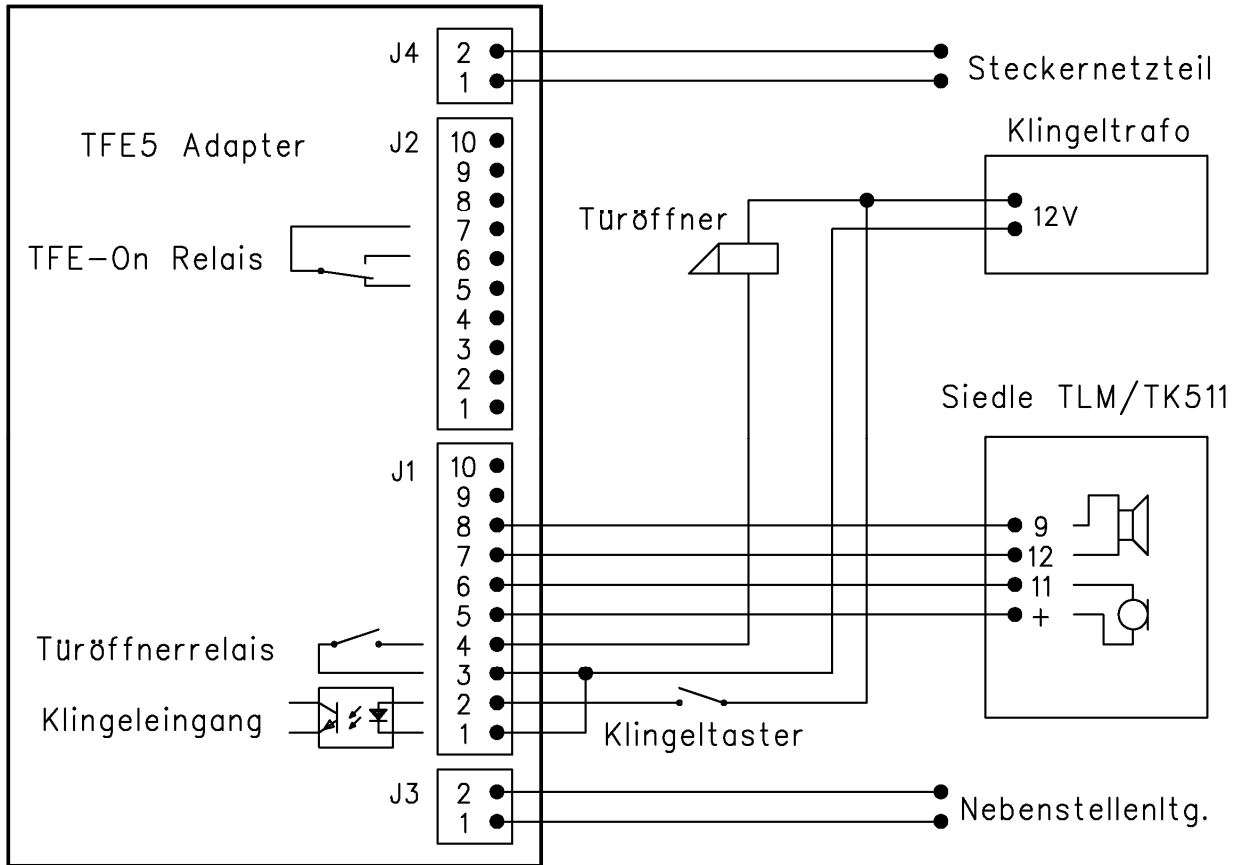 J4
2
1
Steckernetzteil
TFE5 Adapter
J2
10
9
8
7
6
5
4
3
2
1
Klingeltrafo
12V
Türöffner
TFE-On Relais
Siedle TLM/TK511
J1
10
9
8
7
6
5
4
3
2
1
9
12
11
+
Türöffnerrelais
Klingeleingang
Klingeltaster
J3
2
1
Nebenstellenltg.